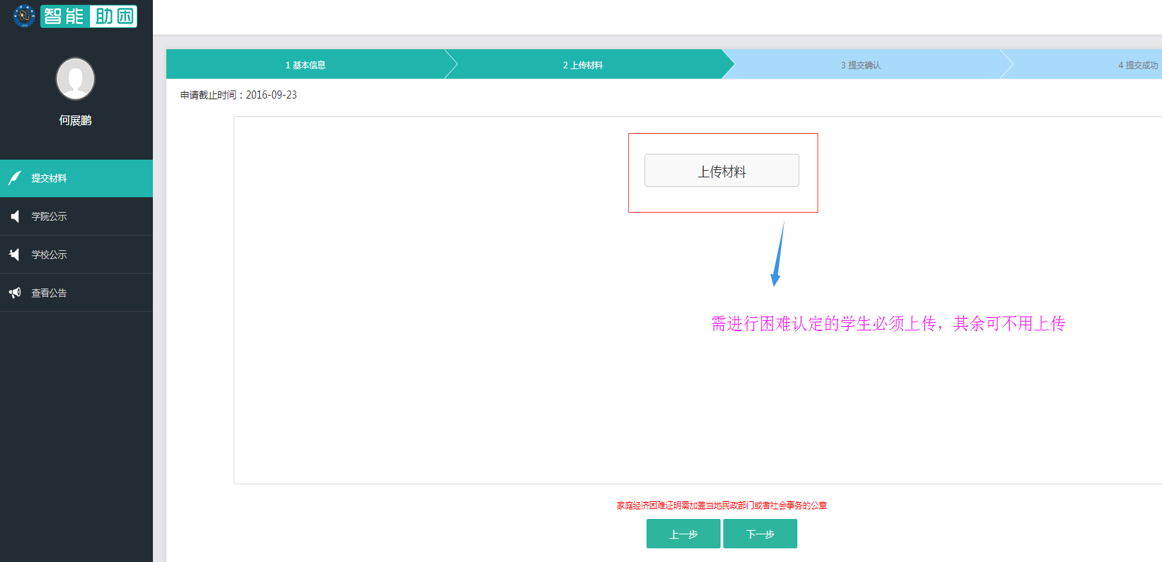 智能助困
何展鹏
提交材料
学院公示
学校公示
查看公告
1 基本信息
2 上传材料
3 提交确认
4 提交成功
申请截止时间：2016-09-23
上传材料
需进行困难认定的学生必须上传，其余可不用上传
家庭经济困难证明需加盖当地民政部门或者社会事务的公章
上一步
下一步